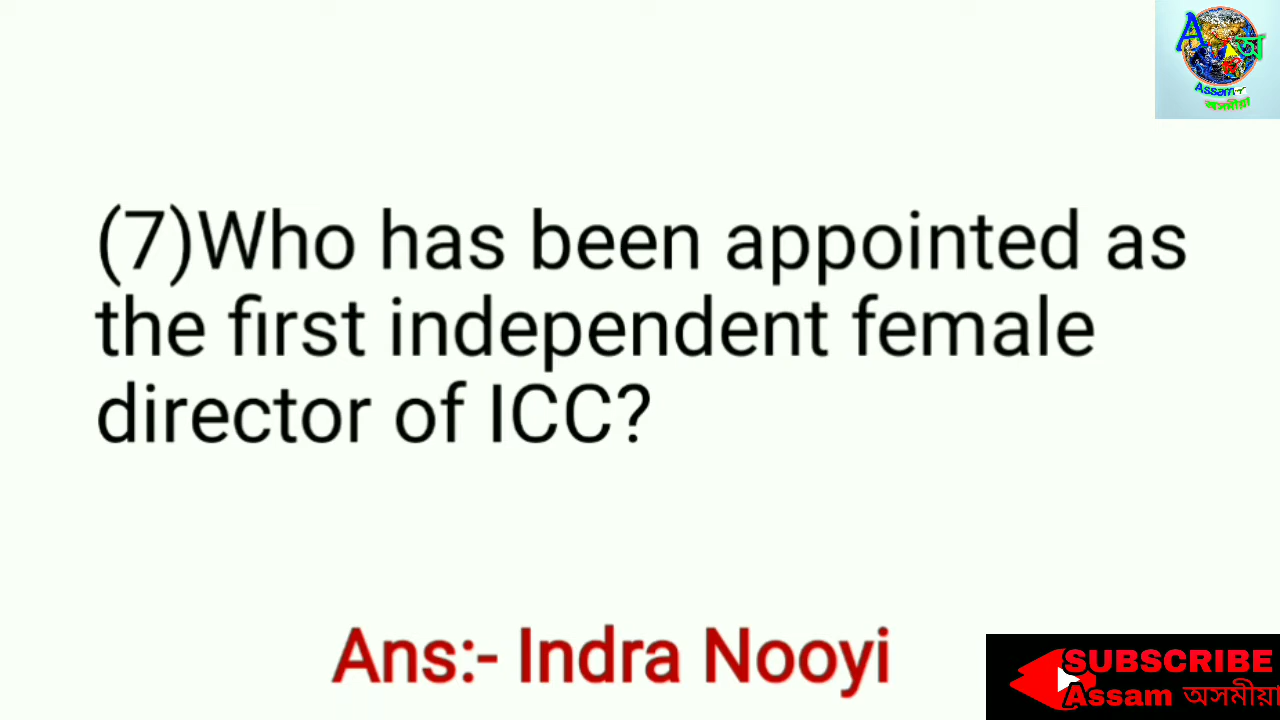 A অ
Assam
অসমীয়া
(7)Who has been appointed as
the first independent female
director of ICC?
Ans:- Indra Nooyi
SUBSCRIBE
Assam অসমীয়া